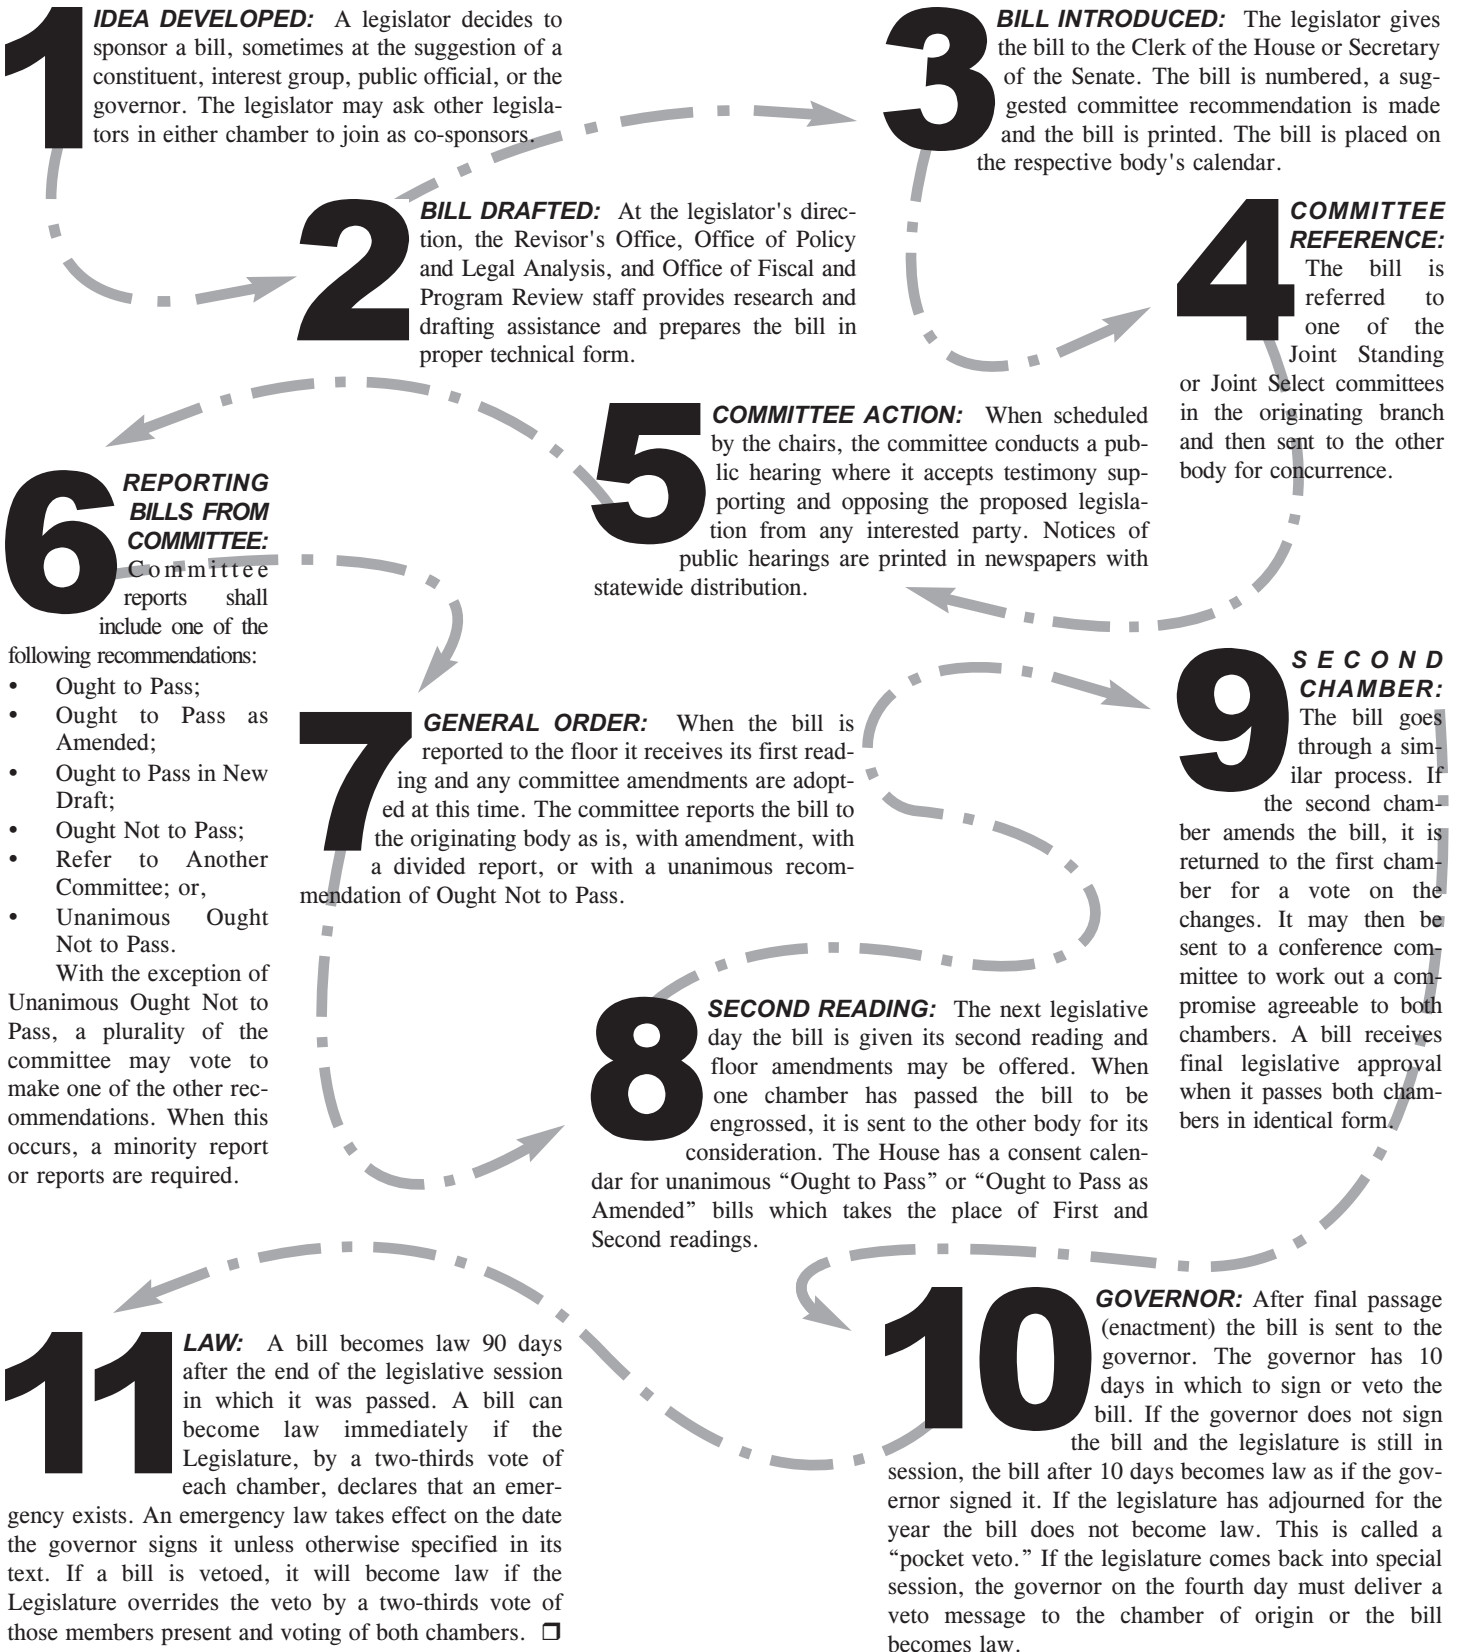 1
IDEA DEVELOPED: A legislator decides to
sponsor a bill, sometimes at the suggestion of a
constituent, interest group, public official, or the
governor. The legislator may ask other legisla-
tors in either chamber to join as co-sponsors.
2
BILL DRAFTED: At the legislator's direc-
tion, the Revisor's Office, Office of Policy
and Legal Analysis, and Office of Fiscal and
Program Review staff provides research and
drafting assistance and prepares the bill in
proper technical form.
3
BILL INTRODUCED: The legislator gives
the bill to the Clerk of the House or Secretary
of the Senate. The bill is numbered, a sug-
gested committee recommendation is made
and the bill is printed. The bill is placed on
the respective body's calendar.
4
COMMITTEE
REFERENCE:
The bill is
referred to
one of the
Joint Standing
or Joint Select committees
in the originating branch
and then sent to the other
body for concurrence.
5
COMMITTEE ACTION: When scheduled
by the chairs, the committee conducts a pub-
lic hearing where it accepts testimony sup-
porting and opposing the proposed legisla-
tion from any interested party. Notices of
public hearings are printed in newspapers with
statewide distribution.
6
REPORTING
BILLS FROM
COMMITTEE:
Committee
reports shall
include one of the
following recommendations:
• Ought to Pass;
• Ought to Pass as
Amended;
• Ought to Pass in New
Draft;
• Ought Not to Pass;
• Refer to Another
Committee; or,
• Unanimous Ought
Not to Pass.
With the exception of
Unanimous Ought Not to
Pass, a plurality of the
committee may vote to
make one of the other rec-
ommendations. When this
occurs, a minority report
or reports are required.
7
GENERAL ORDER: When the bill is
reported to the floor it receives its first read-
ing and any committee amendments are adopt-
ed at this time. The committee reports the bill to
the originating body as is, with amendment, with
a divided report, or with a unanimous recom-
mendation of Ought Not to Pass.
8
SECOND READING: The next legislative
day the bill is given its second reading and
floor amendments may be offered. When
one chamber has passed the bill to be
engrossed, it is sent to the other body for its
consideration. The House has a consent calen-
dar for unanimous “Ought to Pass” or “Ought to Pass as
Amended” bills which takes the place of First and
Second readings.
9
SECOND
CHAMBER:
The bill goes
through a sim-
ilar process. If
the second cham-
ber amends the bill, it is
returned to the first cham-
ber for a vote on the
changes. It may then be
sent to a conference com-
mittee to work out a com-
promise agreeable to both
chambers. A bill receives
final legislative approval
when it passes both cham-
bers in identical form.
10
GOVERNOR: After final passage
(enactment) the bill is sent to the
governor. The governor has 10
days in which to sign or veto the
bill. If the governor does not sign
the bill and the legislature is still in
session, the bill after 10 days becomes law as if the gov-
ernor signed it. If the legislature has adjourned for the
year the bill does not become law. This is called a
“pocket veto.” If the legislature comes back into special
session, the governor on the fourth day must deliver a
veto message to the chamber of origin or the bill
becomes law.
11
LAW: A bill becomes law 90 days
after the end of the legislative session
in which it was passed. A bill can
become law immediately if the
Legislature, by a two-thirds vote of
each chamber, declares that an emer-
gency exists. An emergency law takes effect on the date
the governor signs it unless otherwise specified in its
text. If a bill is vetoed, it will become law if the
Legislature overrides the veto by a two-thirds vote of
those members present and voting of both chambers. ❐